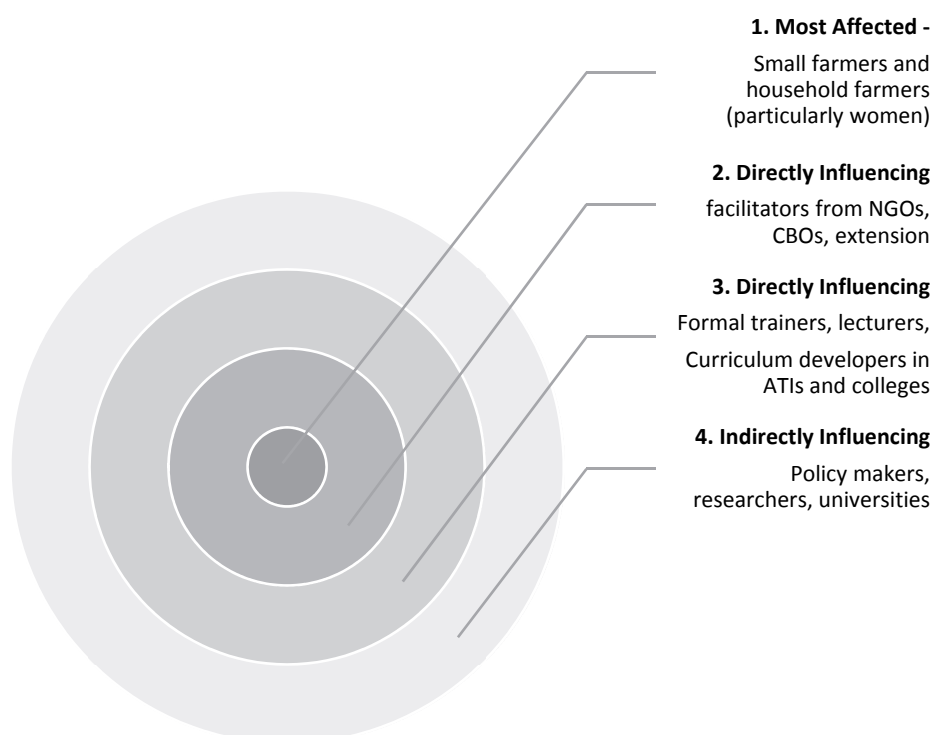 1. Most Affected -
Small farmers and
household farmers
(particularly women)
2. Directly Influencing
facilitators from NGOs,
CBOs, extension
3. Directly Influencing
Formal trainers, lecturers,
Curriculum developers in
ATIs and colleges
4. Indirectly Influencing
Policy makers,
researchers, universities